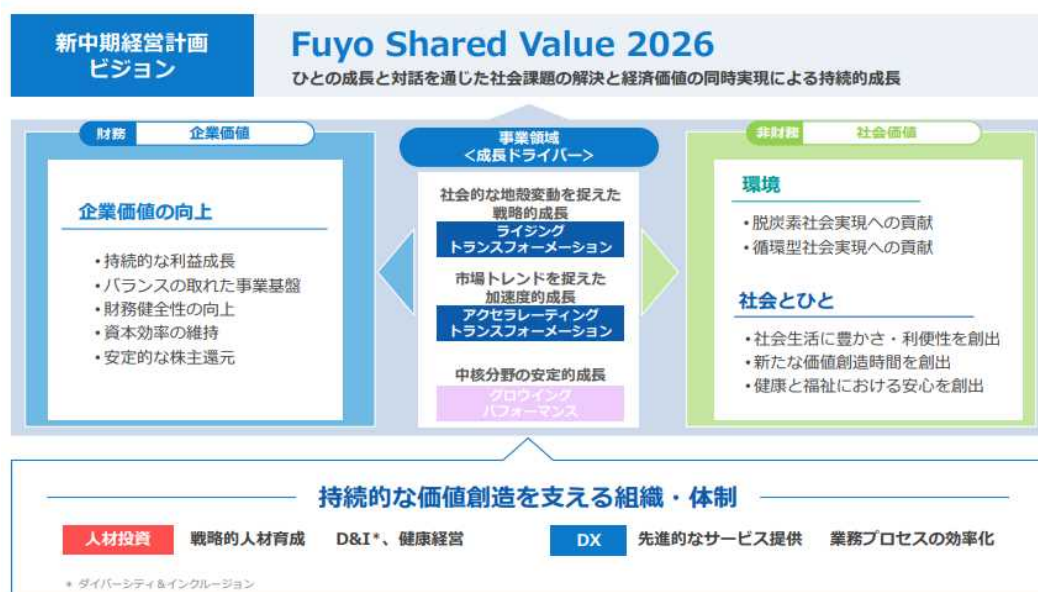 新中期経営計画
ビジョン
Fuyo Shared Value 2026
ひとの成長と対話を通じた社会課題の解決と経済価値の同時実現による持続的成長
財務
企業価値
企業価値の向上
・持続的な利益成長
・バランスの取れた事業基盤
・財務健全性の向上
・資本効率の維持
・安定的な株主還元
事業領域
<成長ドライバー>
社会的な地殻変動を捉えた
戦略的成長
ライジング
トランスフォーメーション
市場トレンドを捉えた
加速度的成長
アクセラレーティング
トランスフォーメーション
中核分野の安定的成長
グロウイング
パフォーマンス
非財務
社会価値
環境
・脱炭素社会実現への貢献
・循環型社会実現への貢献
社会とひと
・社会生活に豊かさ・利便性を創出
・新たな価値創造時間を創出
・健康と福祉における安心を創出
持続的な価値創造を支える組織・体制
人材投資 戦略的人材育成 D&I*、健康経営
DX 先進的なサービス提供 業務プロセスの効率化
* ダイバーシティ&インクルージョン